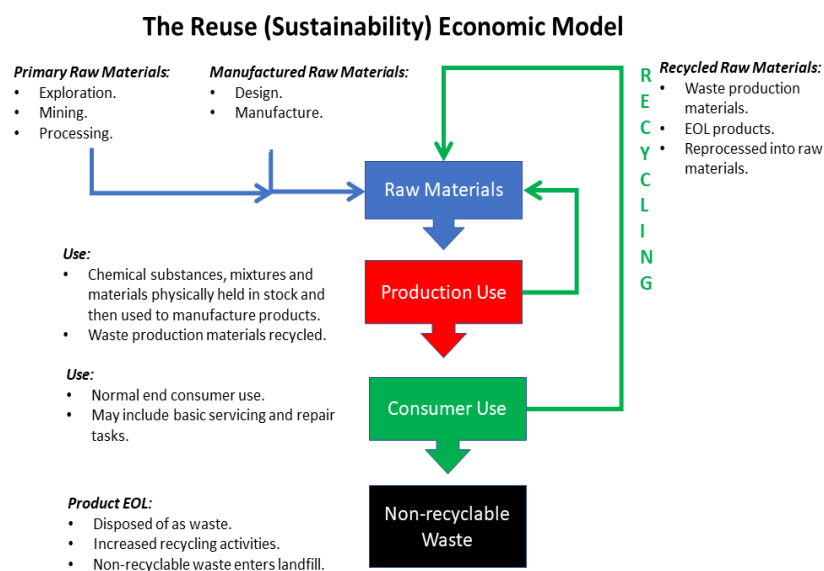 The Reuse (Sustainability) Economic Model
Primary Raw Materials:
• Exploration.
• Mining.
• Processing.
Manufactured Raw Materials:
• Design.
• Manufacture.
RECYCLING
Recycled Raw Materials:
• Waste production
materials.
• EOL products.
• Reprocessed into raw
materials.
Raw Materials
Use:
• Chemical substances, mixtures and
materials physically held in stock and
then used to manufacture products.
• Waste production materials recycled.
Production Use
Use:
• Normal end consumer use.
• May include basic servicing and repair
tasks.
Consumer Use
Product EOL:
• Disposed of as waste.
• Increased recycling activities.
• Non-recyclable waste enters landfill.
Non-recyclable
Waste